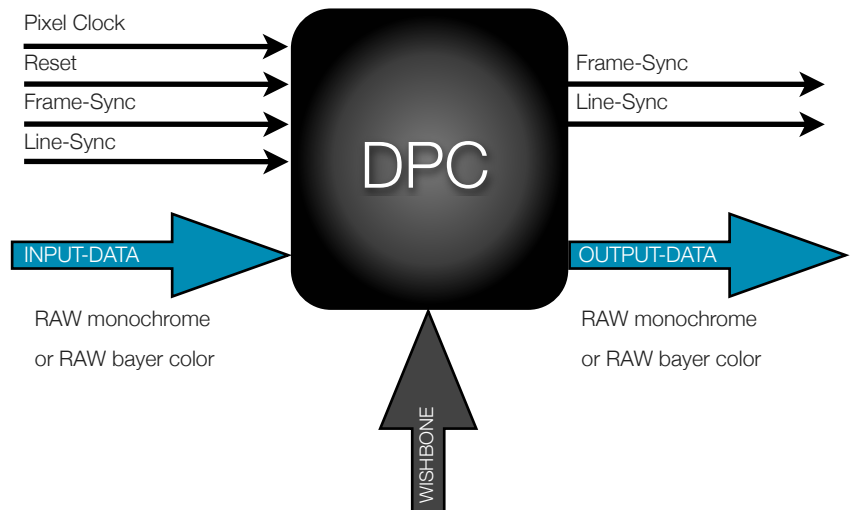 Pixel Clock
Reset
Frame-Sync
Line-Sync
DPC
Frame-Sync
Line-Sync
INPUT-DATA
OUTPUT-DATA
RAW monochrome
or RAW bayer color
RAW monochrome
or RAW bayer color
WISHBONE